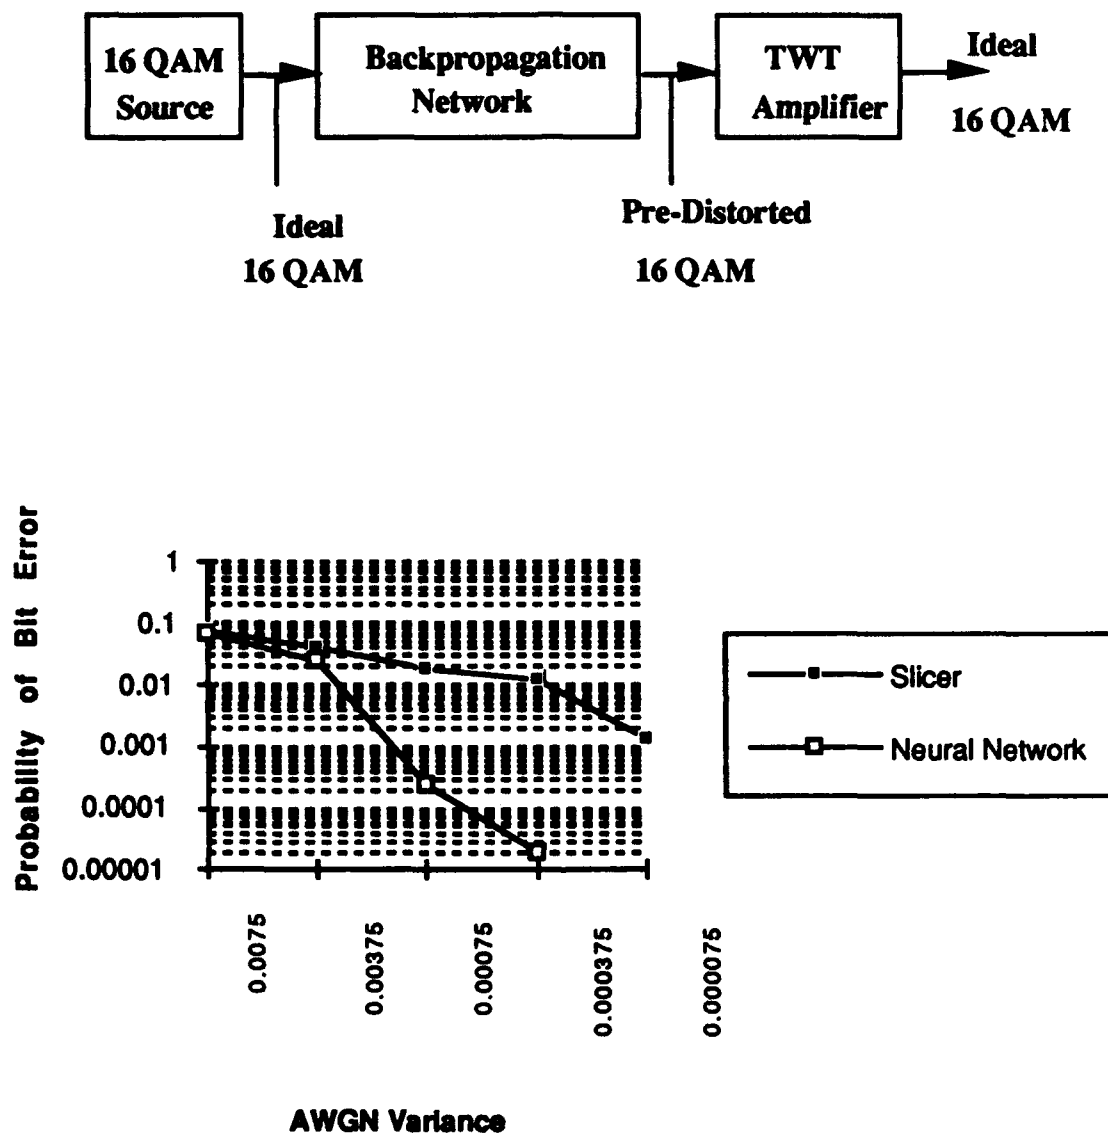 16 QAM
Source
Backpropagation
Network
TWT
Amplifier
Ideal
16 QAM
Ideal
16 QAM
Pre-Distorted
16 QAM
Probability of Bit Error
1
0.1
0.01
0.001
0.0001
0.00001
0.0075
0.00375
0.00075
0.000375
0.000075
AWGN Variance
Slicer
Neural Network